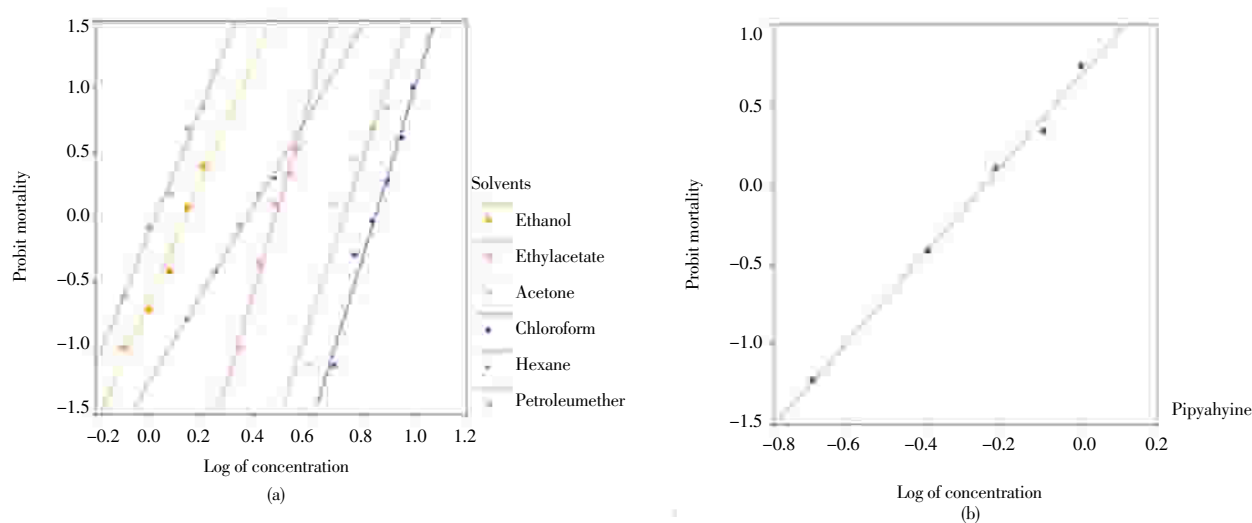 1.5
1.0
0.5
0.0
−0.5
−1.0
−1.5
Probit mortality
−0.2 0.0 0.2 0.4 0.6 0.8 1.0 1.2
Log of concentration
(a)
Solvents
Ethanol
Ethylacetate
Acetone
Chloroform
Hexane
Petroleumether
1.0
0.5
0.0
−0.5
−1.0
−1.5
Probit mortality
−0.8 −0.6 −0.4 −0.2 0.0 0.2
Log of concentration
(b)
Pipyahyine